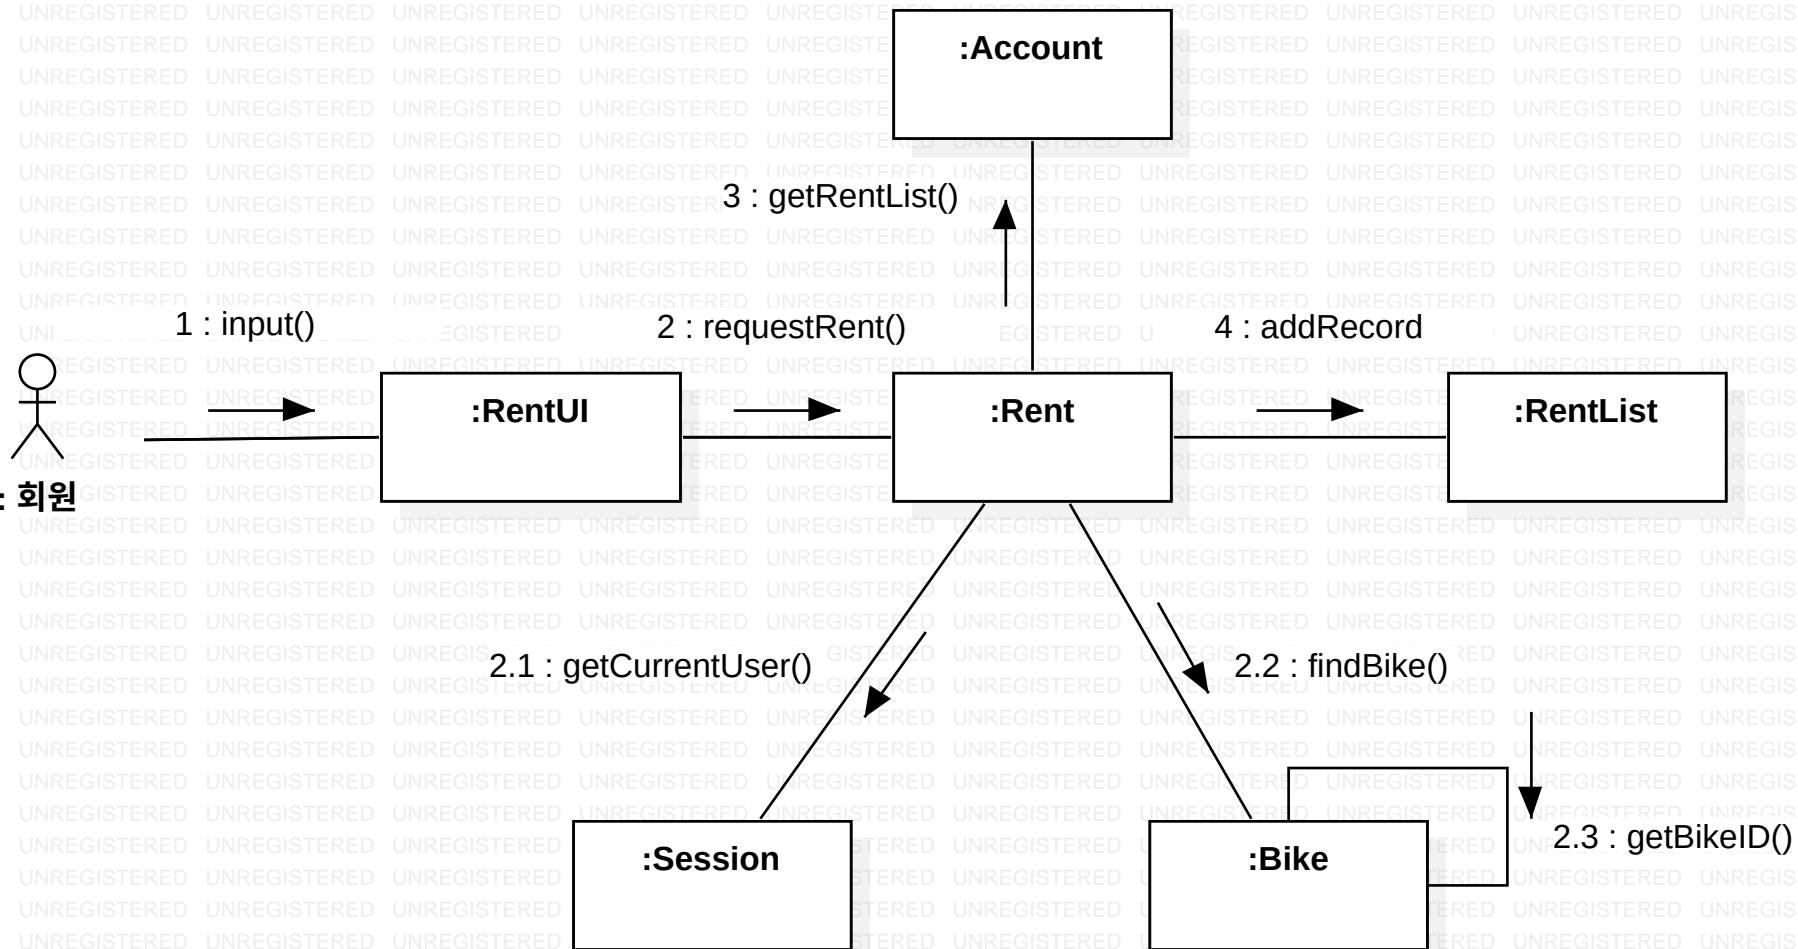 :Account
3 : getRentList()
1 : input()
2 : requestRent()
4 : addRecord
:RentUI
:Rent
:RentList
: 회원
2.1 : getCurrentUser()
2.2 : findBike()
2.3 : getBikeID()
:Session
:Bike
UNREGISTERED